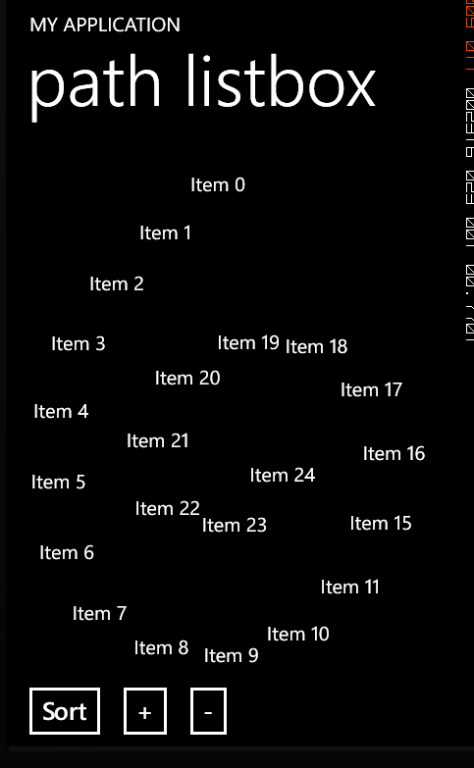 MY APPLICATION
path listbox
Item 0
Item 1
Item 2
Item 3
Item 19
Item 18
Item 20
Item 17
Item 4
Item 21
Item 16
Item 24
Item 5
Item 22
Item 23
Item 15
Item 6
Item 11
Item 7
Item 10
Item 8
Item 9
Sort
+
-